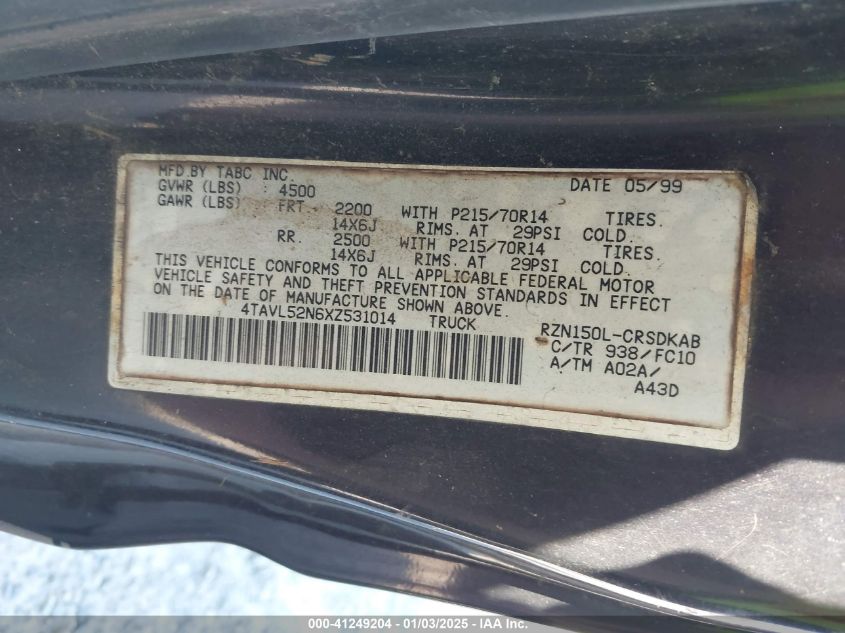 MFD.BY TABC INC. DATE 05/99
GVWR (LBS) : 4500
GAWR (LBS) FRT. 2200 WITH P215/70R14 TIRES.
14X6J RIMS. AT 29PSI COLD.
RR. 2500 WITH P215/70R14 TIRES.
14X6J RIMS. AT 29PSI COLD.
THIS VEHICLE CONFORMS TO ALL APPLICABLE FEDERAL MOTOR
VEHICLE SAFETY AND THEFT PREVENTION STANDARDS IN EFFECT
ON THE DATE OF MANUFACTURE SHOWN ABOVE.
4TAVL52N6XZ531014 TRUCK RZN150L-CRSDKAB
C/TR 938/FC10
A/TM A02A/
A43D
000-41249204 - 01/03/2025 - IAA Inc.